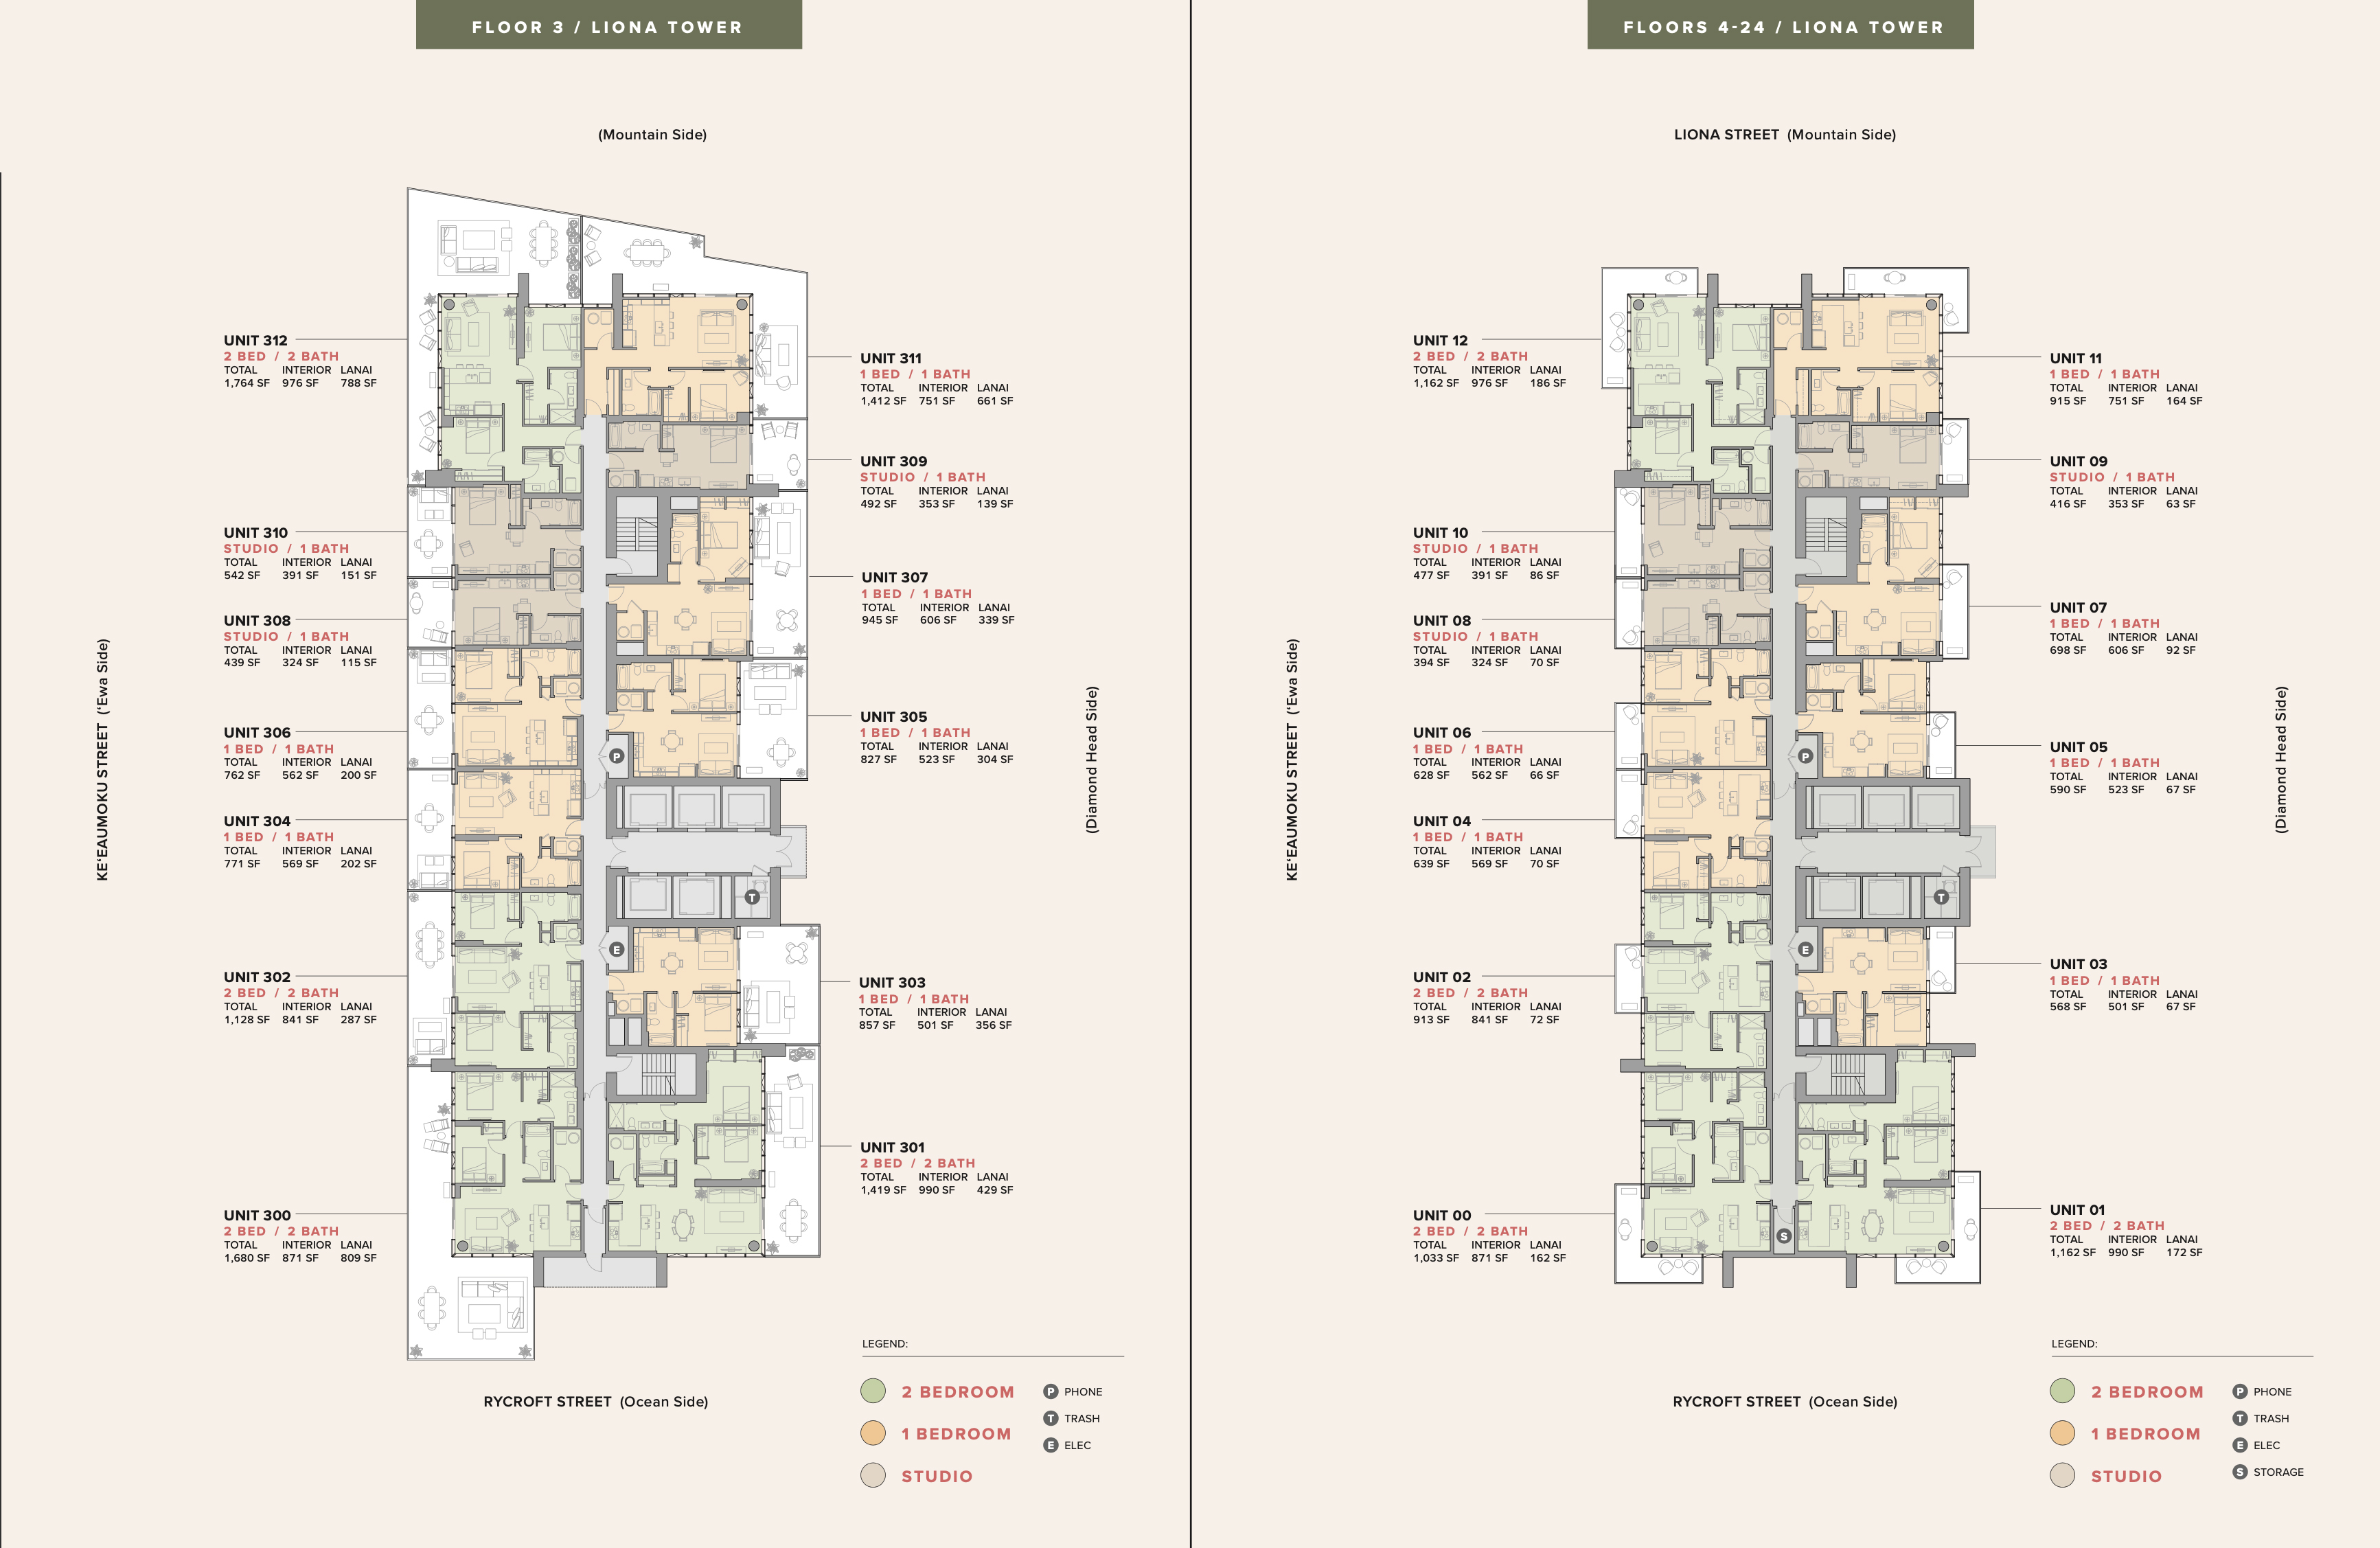 FLOOR 3 / LIONA TOWER
(Mountain Side)
UNIT 312
2 BED / 2 BATH
TOTAL INTERIOR LANAI
1,764 SF 976 SF 788 SF
UNIT 310
STUDIO / 1 BATH
TOTAL INTERIOR LANAI
542 SF 391 SF 151 SF
UNIT 308
STUDIO / 1 BATH
TOTAL INTERIOR LANAI
439 SF 324 SF 115 SF
UNIT 306
1 BED / 1 BATH
TOTAL INTERIOR LANAI
762 SF 562 SF 200 SF
UNIT 304
1 BED / 1 BATH
TOTAL INTERIOR LANAI
771 SF 569 SF 202 SF
UNIT 302
2 BED / 2 BATH
TOTAL INTERIOR LANAI
1,128 SF 841 SF 287 SF
UNIT 300
2 BED / 2 BATH
TOTAL INTERIOR LANAI
1,680 SF 871 SF 809 SF
KE'EAUMOKU STREET ('Ewa Side)
P
T
E
UNIT 311
1 BED / 1 BATH
TOTAL INTERIOR LANAI
1,412 SF 751 SF 661 SF
UNIT 309
STUDIO / 1 BATH
TOTAL INTERIOR LANAI
492 SF 353 SF 139 SF
UNIT 307
1 BED / 1 BATH
TOTAL INTERIOR LANAI
945 SF 606 SF 339 SF
UNIT 305
1 BED / 1 BATH
TOTAL INTERIOR LANAI
827 SF 523 SF 304 SF
UNIT 303
1 BED / 1 BATH
TOTAL INTERIOR LANAI
857 SF 501 SF 356 SF
UNIT 301
2 BED / 2 BATH
TOTAL INTERIOR LANAI
1,419 SF 990 SF 429 SF
(Diamond Head Side)
RYCROFT STREET (Ocean Side)
LEGEND:
2 BEDROOM
1 BEDROOM
STUDIO
P PHONE
T TRASH
E ELEC
FLOORS 4-24 / LIONA TOWER
LIONA STREET (Mountain Side)
UNIT 12
2 BED / 2 BATH
TOTAL INTERIOR LANAI
1,162 SF 976 SF 186 SF
UNIT 10
STUDIO / 1 BATH
TOTAL INTERIOR LANAI
477 SF 391 SF 86 SF
UNIT 08
STUDIO / 1 BATH
TOTAL INTERIOR LANAI
394 SF 324 SF 70 SF
UNIT 06
1 BED / 1 BATH
TOTAL INTERIOR LANAI
628 SF 562 SF 66 SF
UNIT 04
1 BED / 1 BATH
TOTAL INTERIOR LANAI
639 SF 569 SF 70 SF
UNIT 02
2 BED / 2 BATH
TOTAL INTERIOR LANAI
913 SF 841 SF 72 SF
UNIT 00
2 BED / 2 BATH
TOTAL INTERIOR LANAI
1,033 SF 871 SF 162 SF
KE'EAUMOKU STREET ('Ewa Side)
P
T
E
S
UNIT 11
1 BED / 1 BATH
TOTAL INTERIOR LANAI
915 SF 751 SF 164 SF
UNIT 09
STUDIO / 1 BATH
TOTAL INTERIOR LANAI
416 SF 353 SF 63 SF
UNIT 07
1 BED / 1 BATH
TOTAL INTERIOR LANAI
698 SF 606 SF 92 SF
UNIT 05
1 BED / 1 BATH
TOTAL INTERIOR LANAI
590 SF 523 SF 67 SF
UNIT 03
1 BED / 1 BATH
TOTAL INTERIOR LANAI
568 SF 501 SF 67 SF
UNIT 01
2 BED / 2 BATH
TOTAL INTERIOR LANAI
1,162 SF 990 SF 172 SF
(Diamond Head Side)
RYCROFT STREET (Ocean Side)
LEGEND:
2 BEDROOM
1 BEDROOM
STUDIO
P PHONE
T TRASH
E ELEC
S STORAGE